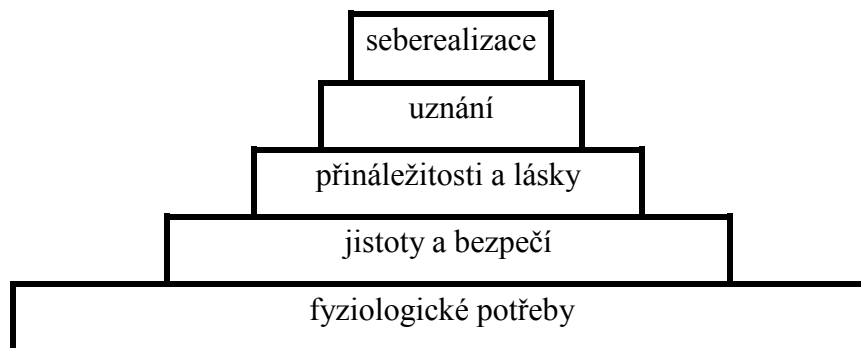 seberealizace
uznání
přináležitosti a lásky
jistoty a bezpečí
fyziologické potřeby